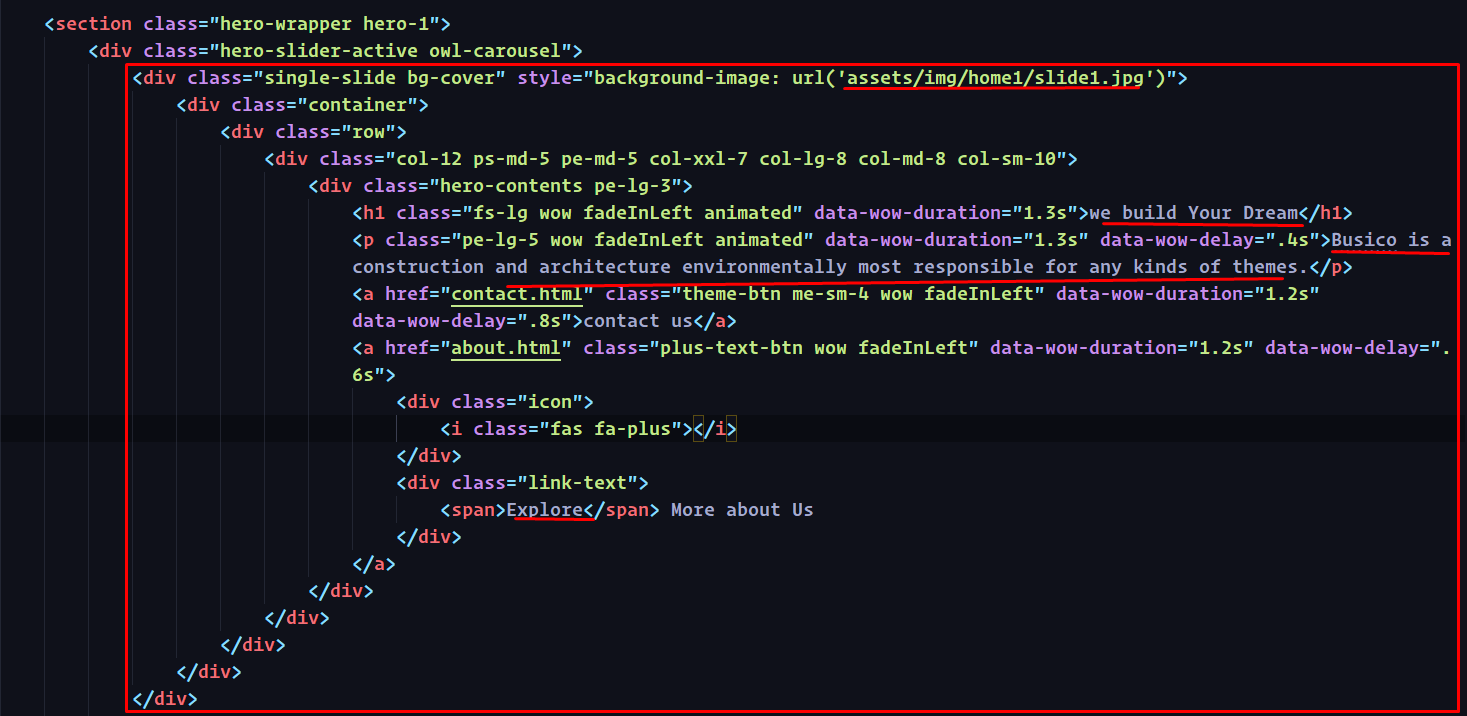 <section class="hero-wrapper hero-1">
<div class="hero-slider-active owl-carousel">
<div class="single-slide bg-cover" style="background-image: url('assets/img/home1/slide1.jpg')">
<div class="container">
<div class="row">
<div class="col-12 ps-md-5 pe-md-5 col-xxl-7 col-lg-8 col-md-8 col-sm-10">
<div class="hero-contents pe-lg-3">
<h1 class="fs-lg wow fadeInLeft animated" data-wow-duration="1.3s">we build Your Dream</h1>
<p class="pe-lg-5 wow fadeInLeft animated" data-wow-duration="1.3s" data-wow-delay=".4s">Busico is a
construction and architecture environmentally most responsible for any kinds of themes.</p>
<a href="contact.html" class="theme-btn me-sm-4 wow fadeInLeft" data-wow-duration="1.2s"
data-wow-delay=".8s">contact us</a>
<a href="about.html" class="plus-text-btn wow fadeInLeft" data-wow-duration="1.2s" data-wow-delay=".
6s">
<div class="icon">
<i class="fas fa-plus"></i>
</div>
<div class="link-text">
<span>Explore</span> More about Us
</div>
</a>
</div>
</div>
</div>
</div>
</div>